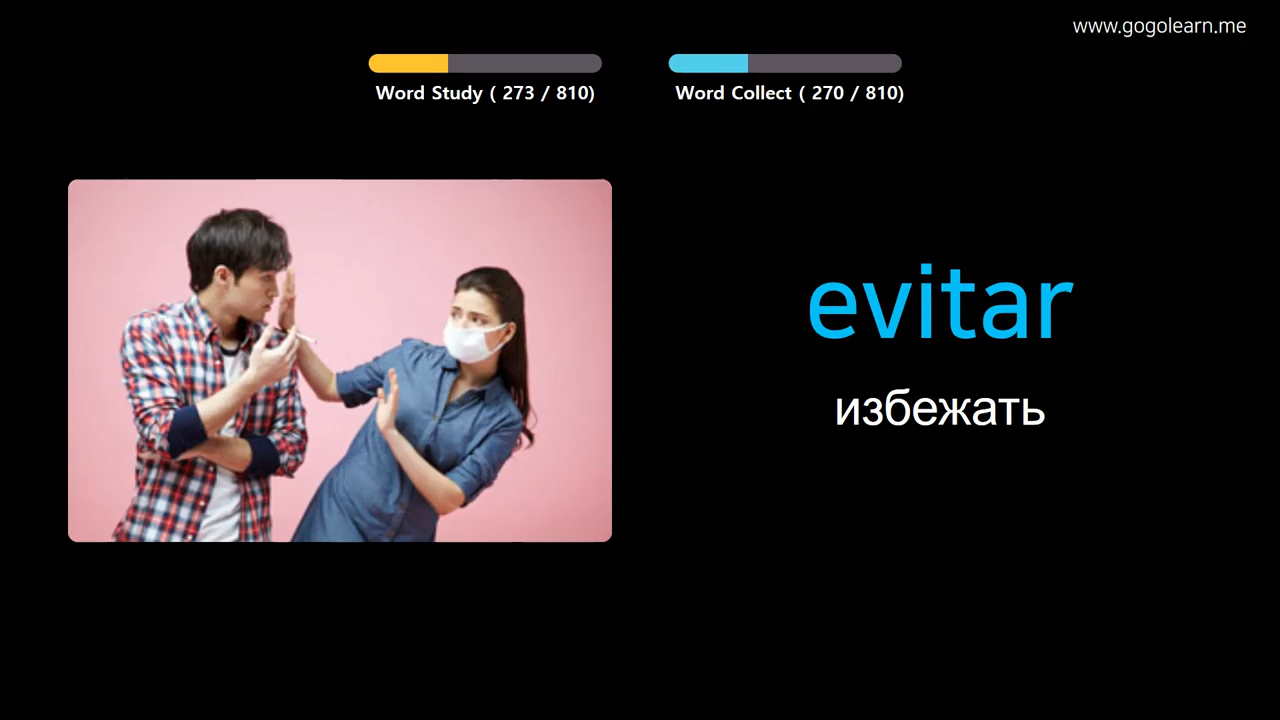 www.gogolearn.me
Word Study ( 273 / 810)
Word Collect ( 270 / 810)
evitar
избежать